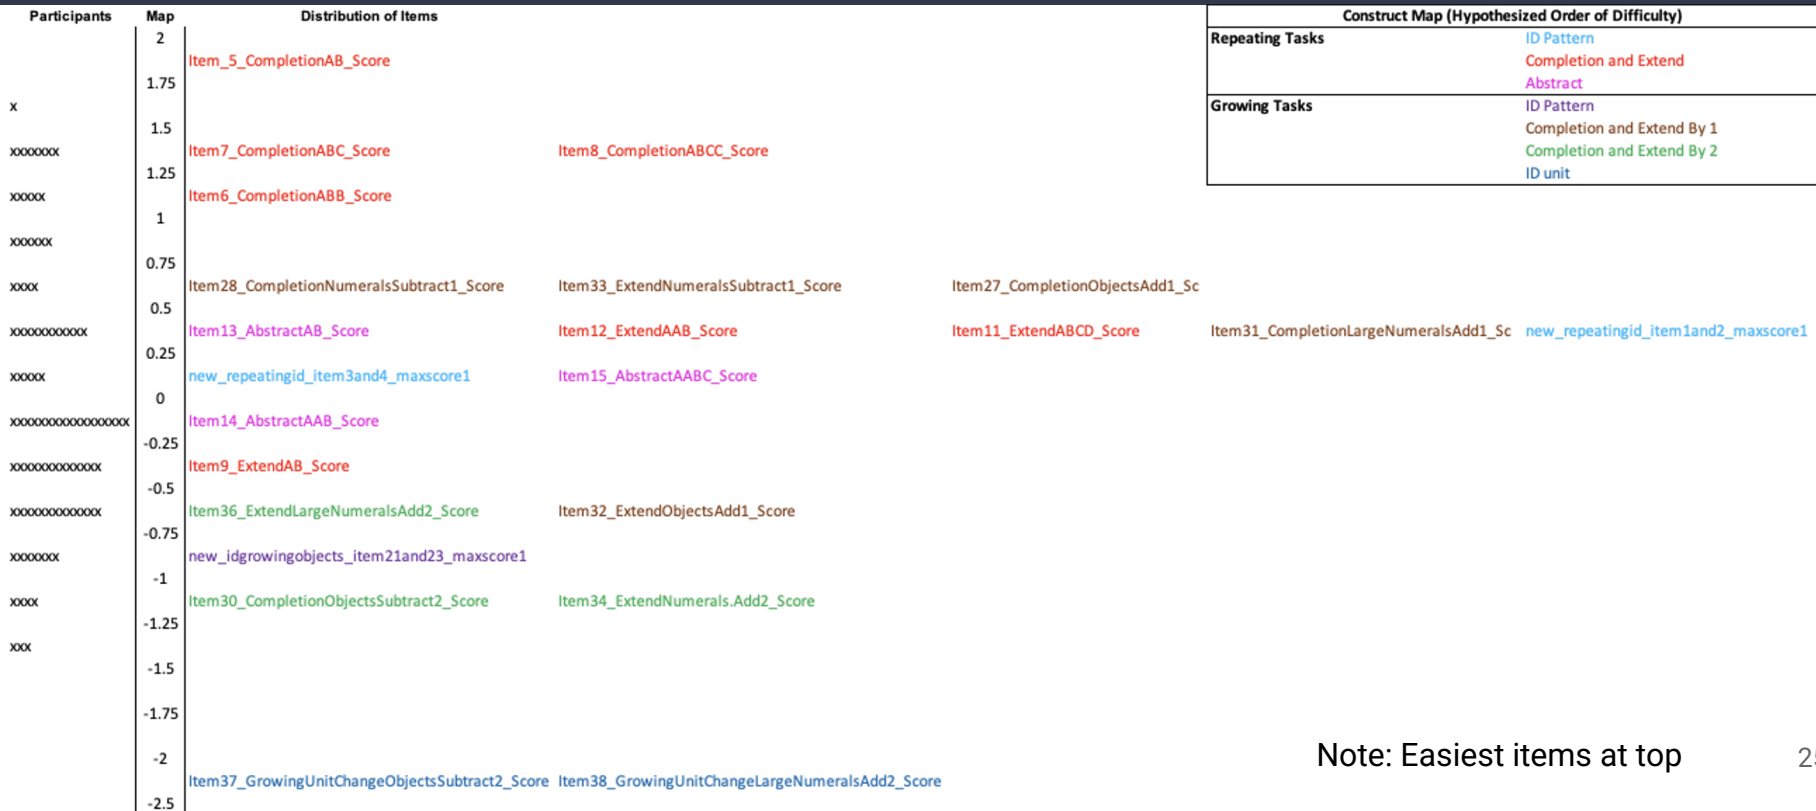 Participants Map Distribution of Items Construct Map (Hypothesized Order of Difficulty)
2 Repeating Tasks ID Pattern
Item_5_CompletionAB_Score Completion and Extend
1.75 Abstract
x Growing Tasks ID Pattern
1.5 Completion and Extend By 1
xxxxxxx Item7_CompletionABC_Score Item8_CompletionABCC_Score Completion and Extend By 2
1.25 ID unit
xxxxx Item6_CompletionABB_Score
1
xxxxxx
0.75
xxxx Item28_CompletionNumeralsSubtract1_Score Item33_ExtendNumeralsSubtract1_Score Item27_CompletionObjectsAdd1_Sc
0.5
xxxxxxxxxxx Item13_AbstractAB_Score Item12_ExtendAAB_Score Item11_ExtendABCD_Score Item31_CompletionLargeNumeralsAdd1_Sc new_repeatingid_item1and2_maxscore1
0.25
xxxxx new_repeatingid_item3and4_maxscore1 Item15_AbstractAABC_Score
0
xxxxxxxxxxxxxxxxx Item14_AbstractAAB_Score
-0.25
xxxxxxxxxxxxx Item9_ExtendAB_Score
-0.5
xxxxxxxxxxxxx Item36_ExtendLargeNumeralsAdd2_Score Item32_ExtendObjectsAdd1_Score
-0.75
xxxxxxx new_idgrowingobjects_item21and23_maxscore1
-1
xxxx Item30_CompletionObjectsSubtract2_Score Item34_ExtendNumerals.Add2_Score
-1.25
xxx
-1.5
-1.75
-2 Note: Easiest items at top
Item37_GrowingUnitChangeObjectsSubtract2_Score Item38_GrowingUnitChangeLargeNumeralsAdd2_Score
-2.5